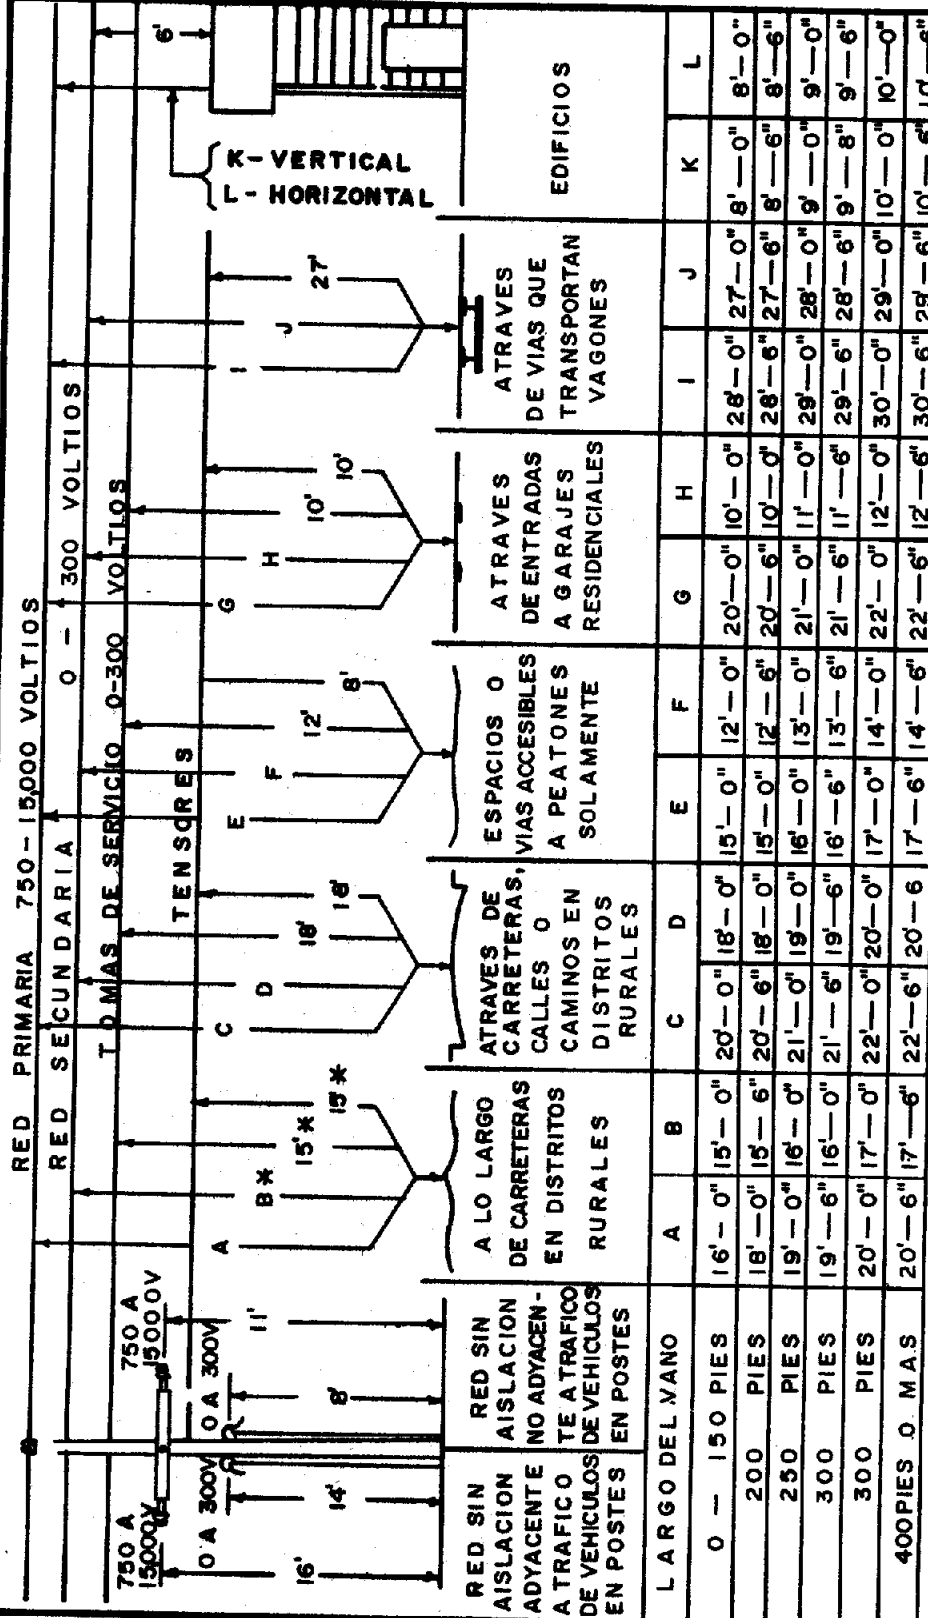 RED PRIMARIA 750-15,000 VOLTIOS
RED SECUNDARIA 0 - 300 VOLTIOS
TOMAS DE SERVICIO 0-300 VOLTIOS
TENSORES
750 A
15000V
750 A
15000V
0 A 300V
0 A 300V
16'
14'
8'
11'
A
B*
15'*
15'*
C
D
18'
18'
E
F
12'
8'
G
H
10'
10'
I
J
27'
K-VERTICAL
L-HORIZONTAL
6'
RED SIN
AISLACION
ADYACENTE
A TRAFICO
DE VEHICULOS
EN POSTES
RED SIN
AISLACION
NO ADYACEN-
TE A TRAFICO
DE VEHICULOS
EN POSTES
A LO LARGO
DE CARRETERAS
EN DISTRITOS
RURALES
ATRAVES DE
CARRETERAS,
CALLES O
CAMINOS EN
DISTRITOS
RURALES
ESPACIOS O
VIAS ACCESIBLES
A PEATONES
SOLAMENTE
ATRAVES
DE ENTRADAS
A GARAJES
RESIDENCIALES
ATRAVES
DE VIAS QUE
TRANSPORTAN
VAGONES
EDIFICIOS
LARGO DEL VANO A B C D E F G H I J K L
0 - 150 PIES 16'-0" 15'-0" 20'-0" 18'-0" 15'-0" 12'-0" 20'-0" 10'-0" 28'-0" 27'-0" 8'-0" 8'-0"
200 PIES 18'-0" 15'-6" 20'-6" 18'-0" 15'-0" 12'-6" 20'-6" 10'-0" 28'-6" 27'-6" 8'-6" 8'-6"
250 PIES 19'-0" 16'-0" 21'-0" 19'-0" 16'-0" 13'-0" 21'-0" 11'-0" 29'-0" 28'-0" 9'-0" 9'-0"
300 PIES 19'-6" 16'-0" 21'-6" 19'-6" 16'-6" 13'-6" 21'-6" 11'-6" 29'-6" 28'-6" 9'-8" 9'-6"
300 PIES 20'-0" 17'-0" 22'-0" 20'-0" 17'-0" 14'-0" 22'-0" 12'-0" 30'-0" 29'-0" 10'-0" 10'-0"
400 PIES O MAS 20'-6" 17'-6" 22'-6" 20'-6 17'-6" 14'-6" 22'-6" 12'-6" 30'-6" 29'-6" 10'-6" 10'-6"